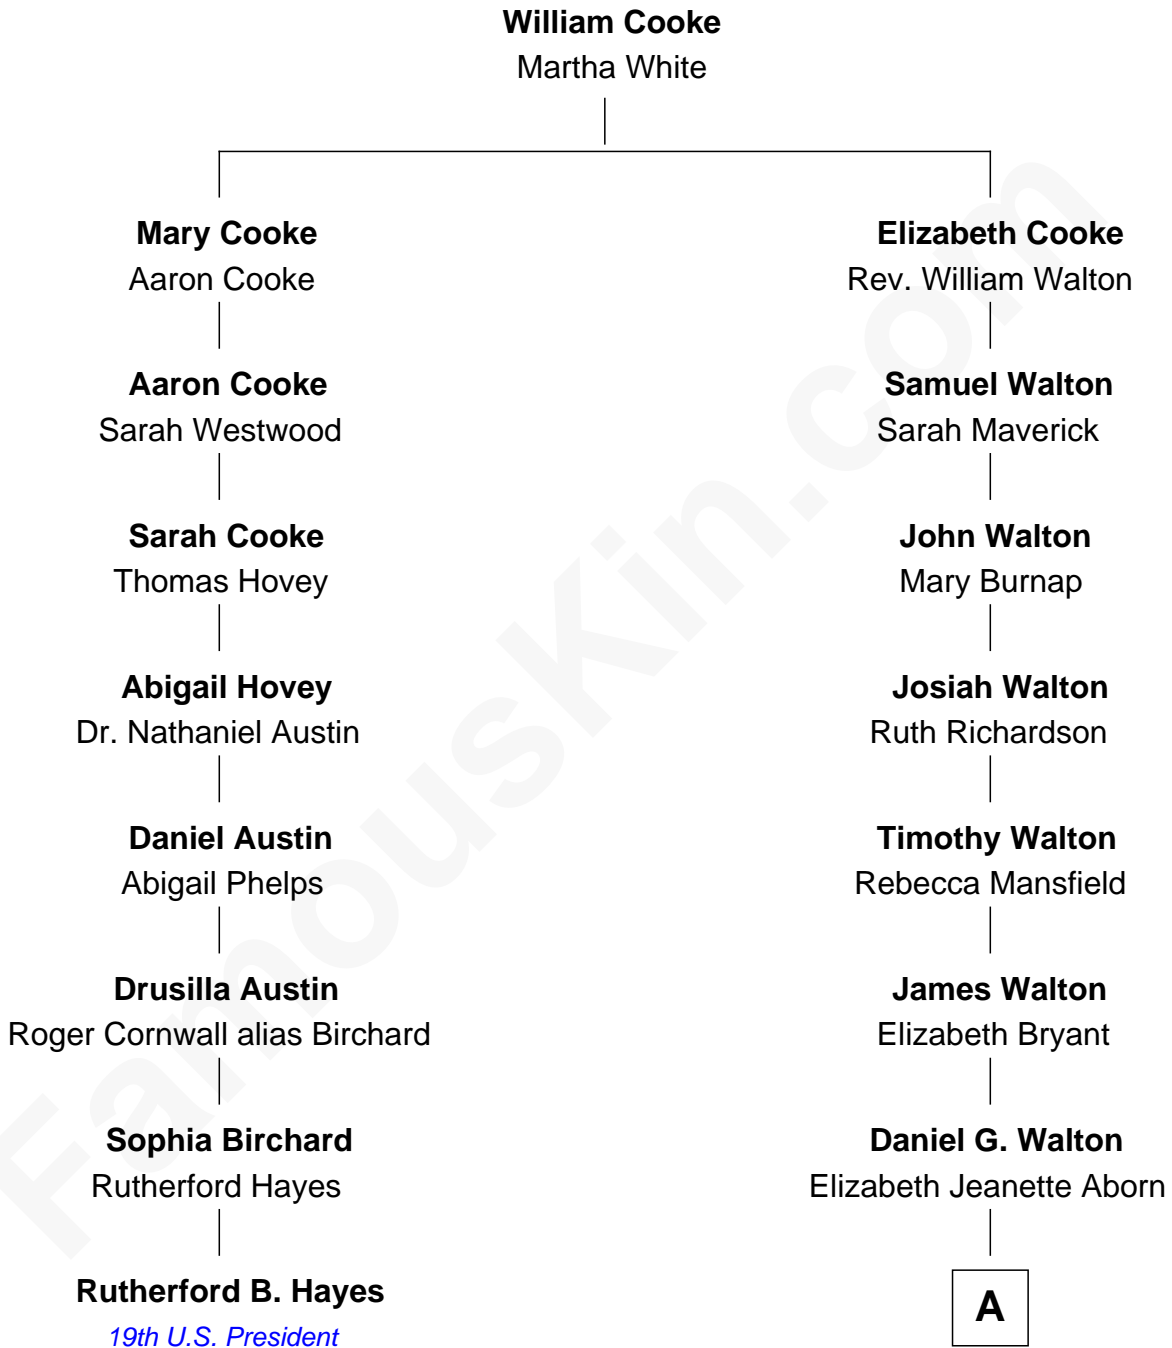 William Cooke
Martha White
Mary Cooke
Aaron Cooke
Elizabeth Cooke
Rev. William Walton
Aaron Cooke
Sarah Westwood
Samuel Walton
Sarah Maverick
Sarah Cooke
Thomas Hovey
John Walton
Mary Burnap
Abigail Hovey
Dr. Nathaniel Austin
Josiah Walton
Ruth Richardson
Daniel Austin
Abigail Phelps
Timothy Walton
Rebecca Mansfield
Drusilla Austin
Roger Cornwall alias Birchard
James Walton
Elizabeth Bryant
Sophia Birchard
Rutherford Hayes
Daniel G. Walton
Elizabeth Jeanette Aborn
Rutherford B. Hayes
19th U.S. President
A
FamousKin.com